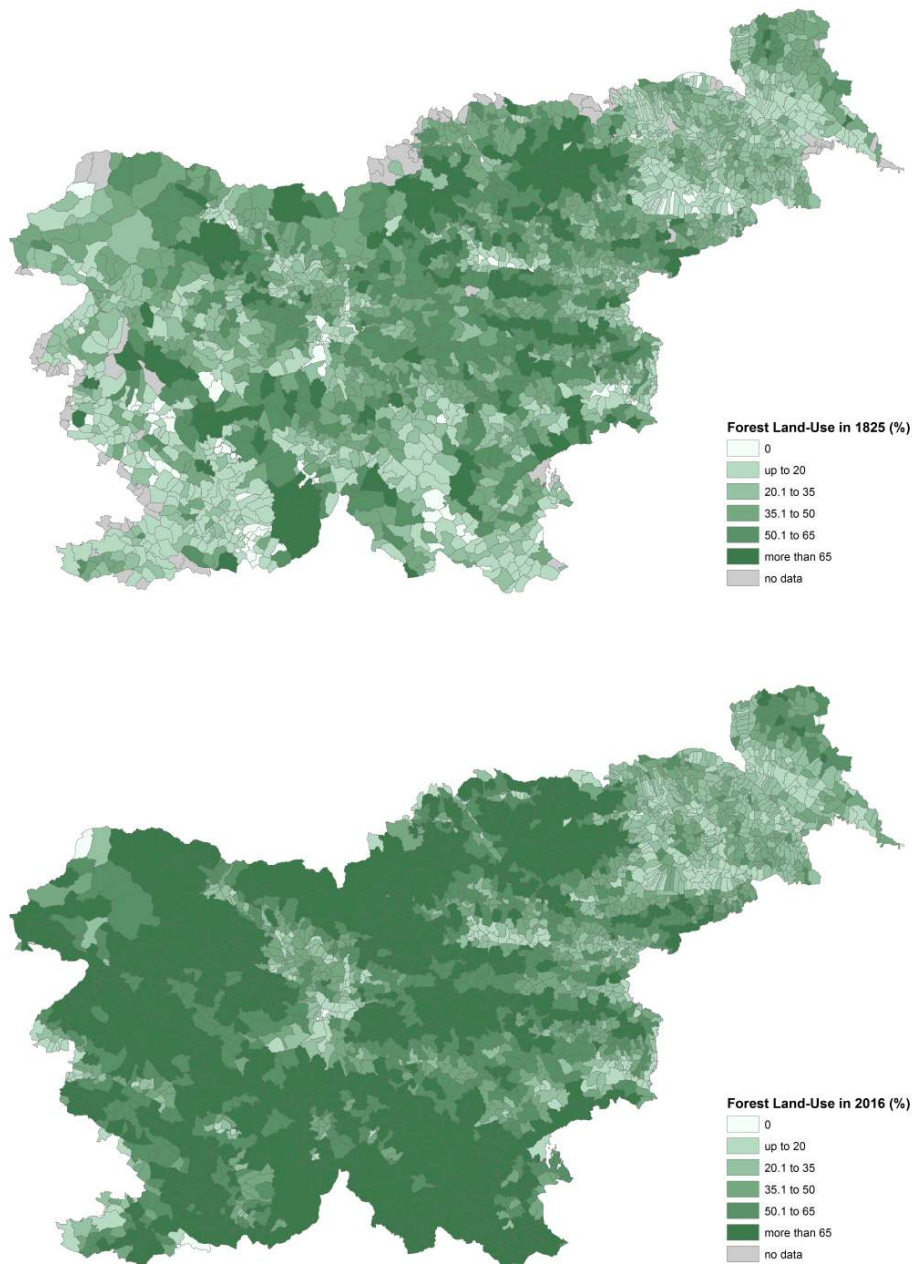 Forest Land-Use in 1825 (%)
0
up to 20
20.1 to 35
35.1 to 50
50.1 to 65
more than 65
no data
Forest Land-Use in 2016 (%)
0
up to 20
20.1 to 35
35.1 to 50
50.1 to 65
more than 65
no data